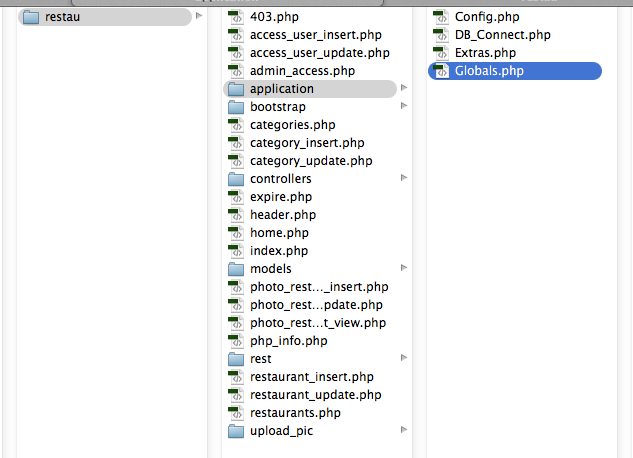 restau
403.php
access_user_insert.php
access_user_update.php
admin_access.php
application
bootstrap
categories.php
category_insert.php
category_update.php
controllers
expire.php
header.php
home.php
index.php
models
photo_rest..._insert.php
photo_rest...pdate.php
photo_rest...t_view.php
php_info.php
rest
restaurant_insert.php
restaurant_update.php
restaurants.php
upload_pic
Config.php
DB_Connect.php
Extras.php
Globals.php